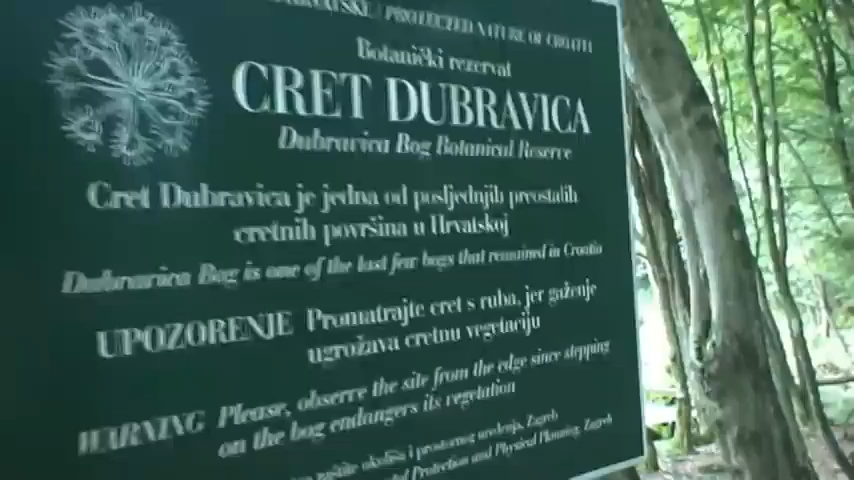 PROTECTED NATURE OF CROATIA
Botanički rezervat
CRET DUBRAVICA
Dubravica Bog Botanical Reserve
Cret Dubravica je jedna od posljednjih preostalih
cretnih površina u Hrvatskoj
Dubravica Bog is one of the last few bogs that remained in Croatia
UPOZORENJE Promatrajte cret s ruba, jer gaženje
ugrožava cretnu vegetaciju
WARNING Please, observe the site from the edge since stepping
on the bog endangers its vegetation
okoliša i prostornog uređenja, Zagreb
Protection and Physical Planning, Zagreb